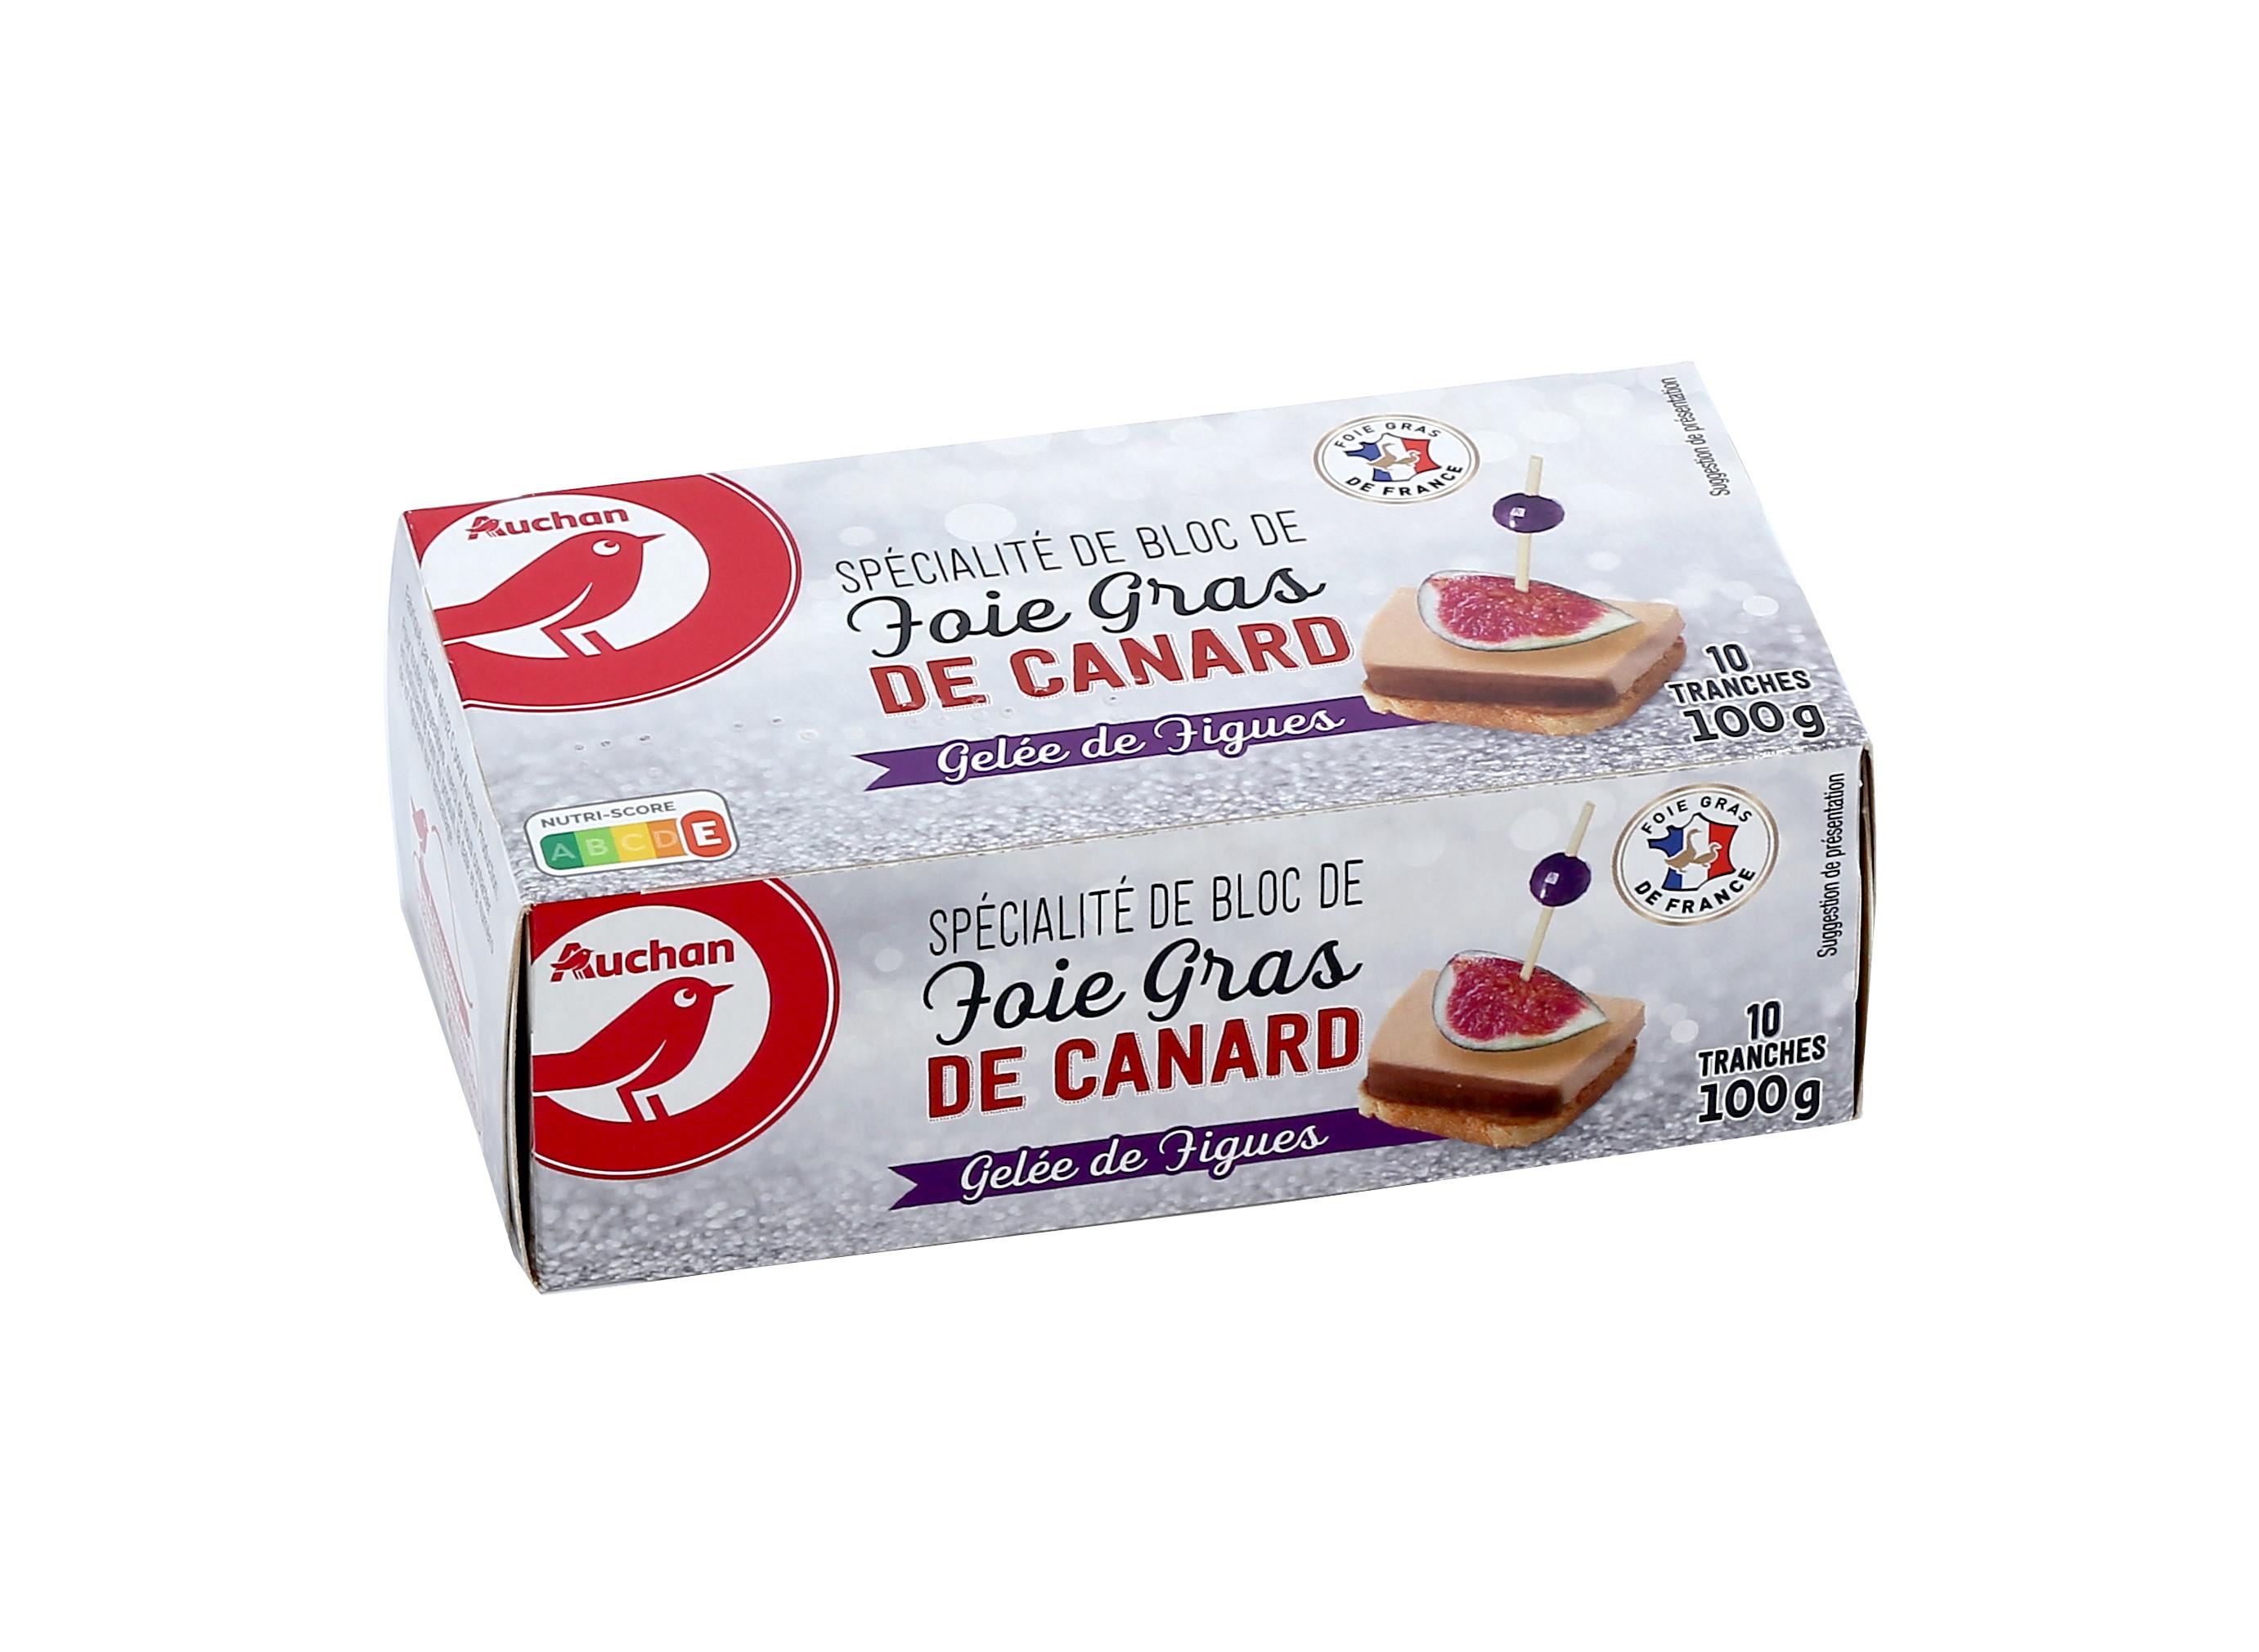 Auchan
SPÉCIALITÉ DE BLOC DE
Foie Gras
DE CANARD
Gelée de Figues
FOIE GRAS
DE FRANCE
Suggestion de présentation
10
TRANCHES
100 g
NUTRI-SCORE
A B C D E
Auchan
SPÉCIALITÉ DE BLOC DE
Foie Gras
DE CANARD
Gelée de Figues
FOIE GRAS
DE FRANCE
Suggestion de présentation
10
TRANCHES
100 g